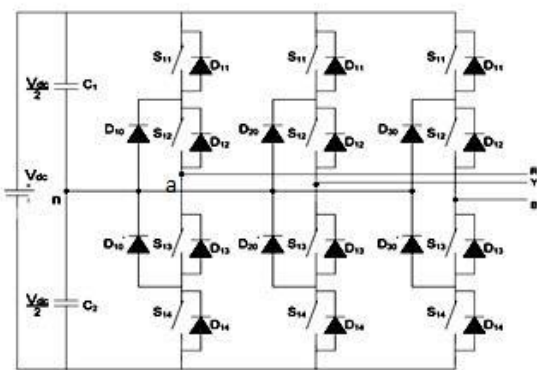 S11 D11 S11 D11 S11 D11
Vdc/2 C1
D10 S12 D12 D20 S12 D12 D30 S12 D12
Vdc
R
a
Y
n
B
D10' S13 D13 D20' S13 D13 D30' S13 D13
Vdc/2 C2
S14 D14 S14 D14 S14 D14